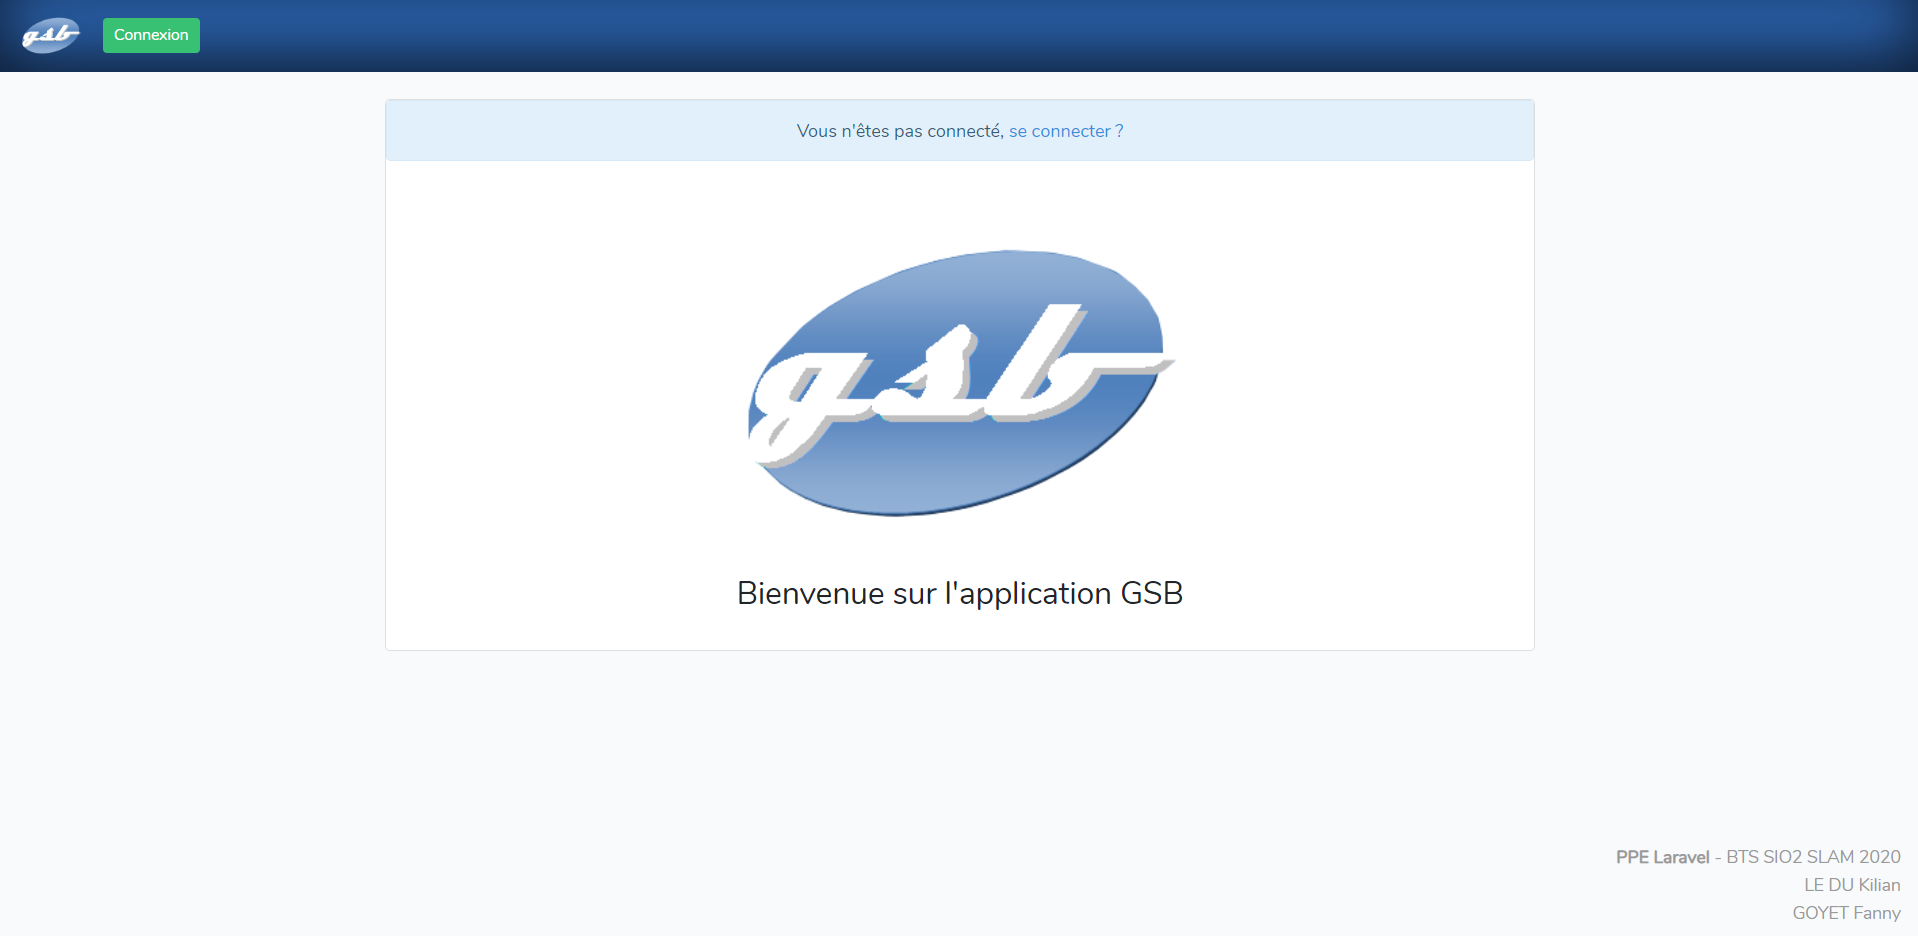 gsb
Connexion
Vous n'êtes pas connecté, se connecter ?
gsb
Bienvenue sur l'application GSB
PPE Laravel - BTS SIO2 SLAM 2020
LE DU Kilian
GOYET Fanny